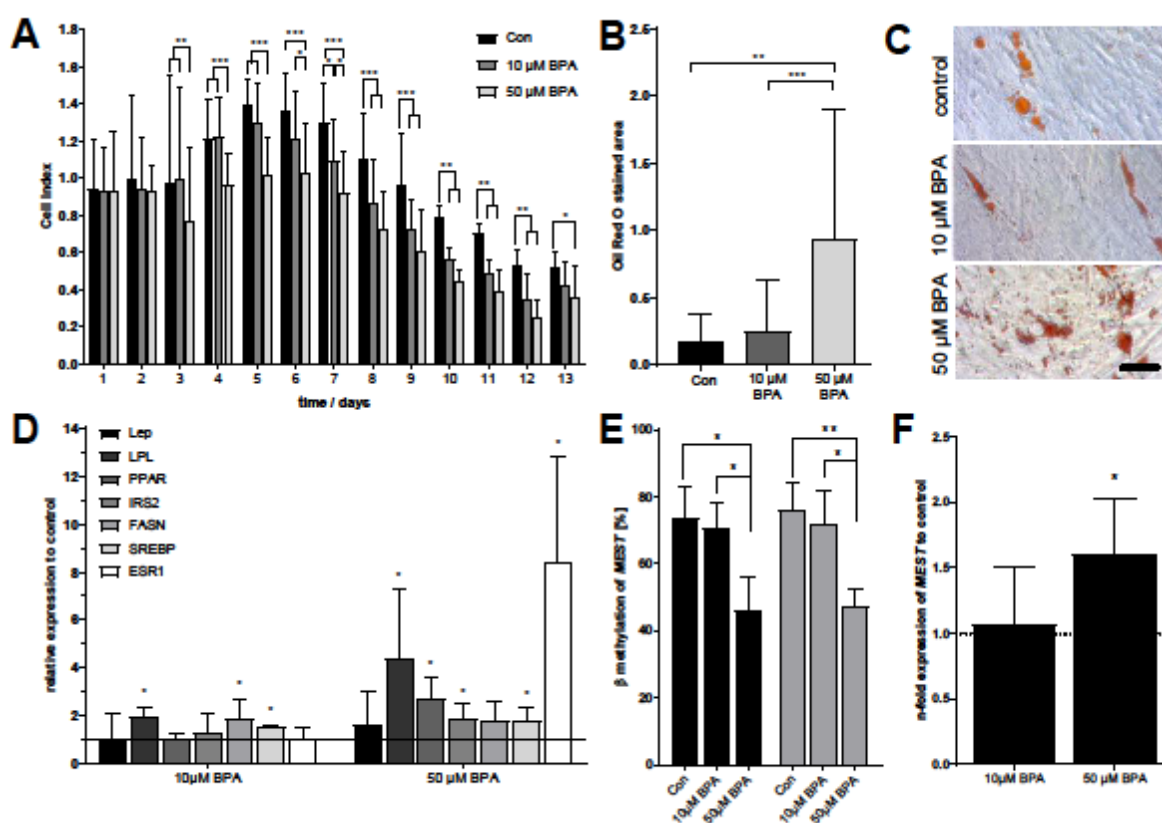 A
Cell Index
1.8
1.6
1.4
1.2
1.0
0.8
0.6
0.4
0.2
0.0
** *** *** *** *** *** *** ** ** ** *
* * *
Con
10 µM BPA
50 µM BPA
1 2 3 4 5 6 7 8 9 10 11 12 13
time / days
B
Oil Red O stained area
2.5
2.0
1.5
1.0
0.5
0.0
**
***
Con
10 µM BPA
50 µM BPA
C
control
10 µM BPA
50 µM BPA
D
relative expression to control
14
12
10
8
6
4
2
0
Lep
LPL
PPAR
IRS2
FASN
SREBP
ESR1
* * *
* * * * *
10µM BPA
50 µM BPA
E
β methylation of MEST [%]
100
80
60
40
20
0
*
*
**
*
Con
10µM BPA
50µM BPA
Con
10µM BPA
50µM BPA
F
n-fold expression of MEST to control
2.5
2.0
1.5
1.0
0.5
0.0
*
10µM BPA
50 µM BPA